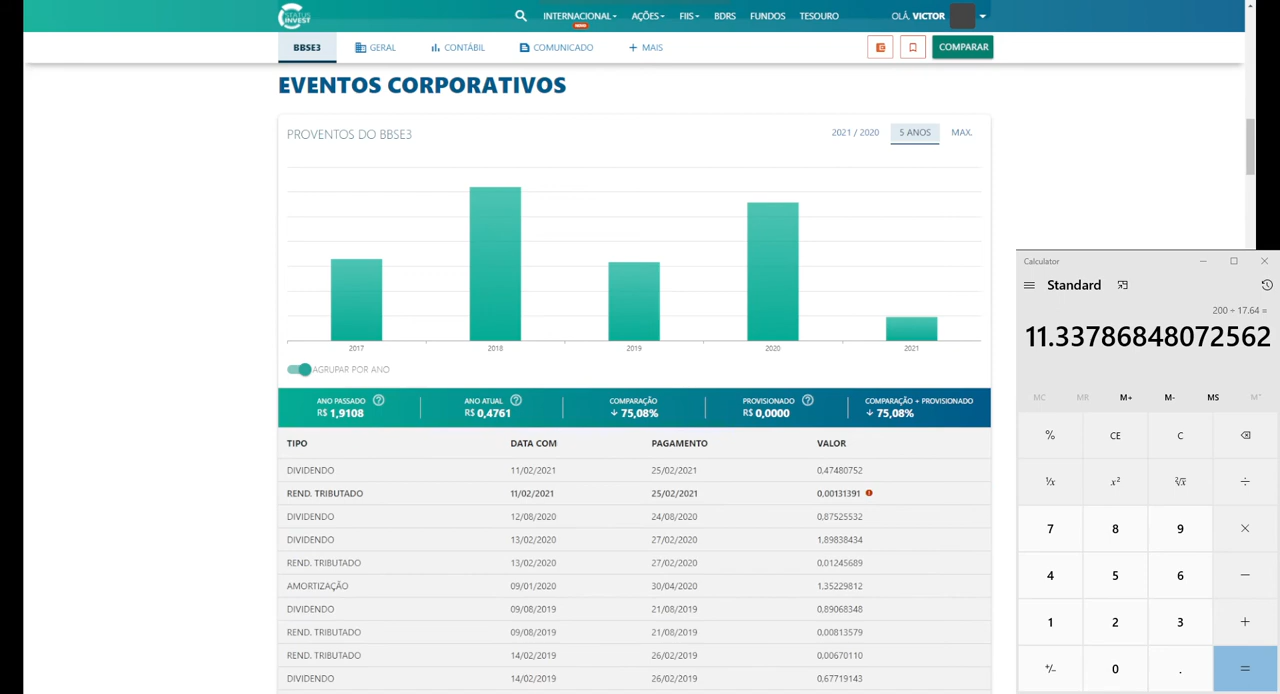 STATUS
INVEST
INTERNACIONAL AÇÕES FIIS BDRS FUNDOS TESOURO OLÁ, VICTOR
BBSE3 GERAL CONTÁBIL COMUNICADO + MAIS COMPARAR
EVENTOS CORPORATIVOS
PROVENTOS DO BBSE3 2021 / 2020 5 ANOS MAX.
2017 2018 2019 2020 2021
AGRUPAR POR ANO
ANO PASSADO ? ANO ATUAL ? COMPARAÇÃO PROVISIONADO ? COMPARAÇÃO + PROVISIONADO
R$ 1,9108 R$ 0,4761 ↓ 75,08% R$ 0,0000 ↓ 75,08%
TIPO DATA COM PAGAMENTO VALOR
DIVIDENDO 11/02/2021 25/02/2021 0,47480752
REND. TRIBUTADO 11/02/2021 25/02/2021 0,00131391
DIVIDENDO 12/08/2020 24/08/2020 0,87525532
DIVIDENDO 13/02/2020 27/02/2020 1,89838434
REND. TRIBUTADO 13/02/2020 27/02/2020 0,01245689
AMORTIZAÇÃO 09/01/2020 30/04/2020 1,35229812
DIVIDENDO 09/08/2019 21/08/2019 0,89068348
REND. TRIBUTADO 09/08/2019 21/08/2019 0,00813579
REND. TRIBUTADO 14/02/2019 26/02/2019 0,00670110
DIVIDENDO 14/02/2019 26/02/2019 0,67719143
Calculator
Standard
200 ÷ 17.64 =
11.33786848072562
MC MR M+ M- MS M˅
% CE C
¹/x x² ²√x ÷
7 8 9 ×
4 5 6 −
1 2 3 +
+/− 0 . =